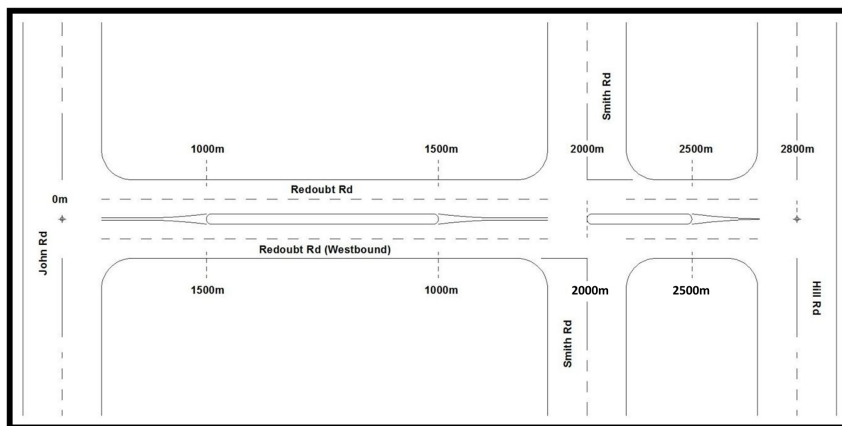 Smith Rd
1000m
1500m
2000m
2500m
2800m
Redoubt Rd
0m
John Rd
Redoubt Rd (Westbound)
1500m
1000m
2000m
2500m
Hill Rd
Smith Rd